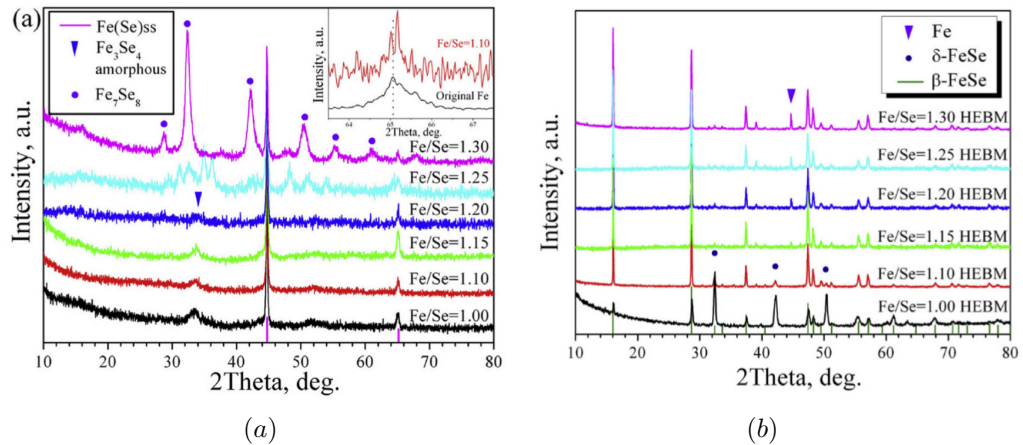 (a)
Fe(Se)ss
Fe₃Se₄
amorphous
Fe₇Se₈
Intensity, a.u.
Fe/Se=1.10
Original Fe
64 65 66 67
2Theta, deg.
Fe/Se=1.30
Fe/Se=1.25
Fe/Se=1.20
Fe/Se=1.15
Fe/Se=1.10
Fe/Se=1.00
Intensity, a.u.
10 20 30 40 50 60 70 80
2Theta, deg.
(a)
Fe
δ-FeSe
β-FeSe
Fe/Se=1.30 HEBM
Fe/Se=1.25 HEBM
Fe/Se=1.20 HEBM
Fe/Se=1.15 HEBM
Fe/Se=1.10 HEBM
Fe/Se=1.00 HEBM
Intensity, a.u.
10 20 30 40 50 60 70 80
2Theta, deg.
(b)